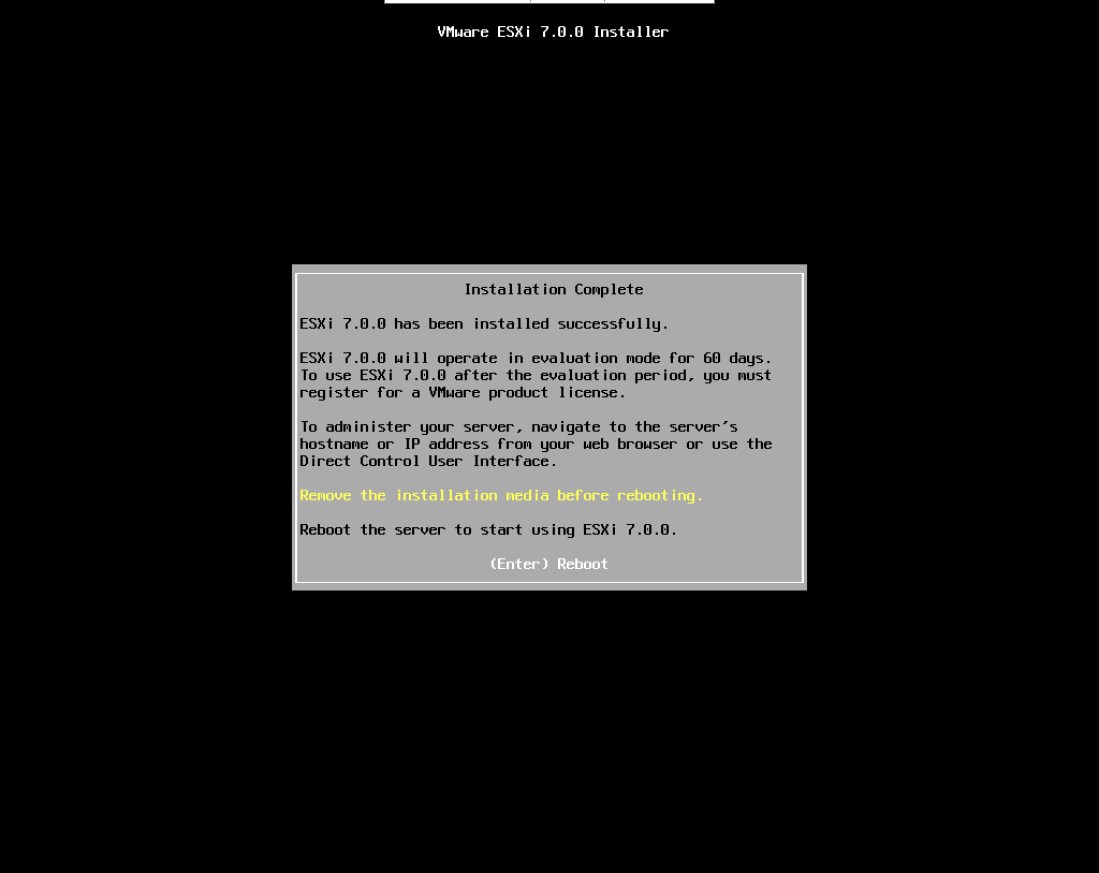 VMware ESXi 7.0.0 Installer
Installation Complete
ESXi 7.0.0 has been installed successfully.
ESXi 7.0.0 will operate in evaluation mode for 60 days.
To use ESXi 7.0.0 after the evaluation period, you must
register for a VMware product license.
To administer your server, navigate to the server's
hostname or IP address from your web browser or use the
Direct Control User Interface.
Remove the installation media before rebooting.
Reboot the server to start using ESXi 7.0.0.
(Enter) Reboot